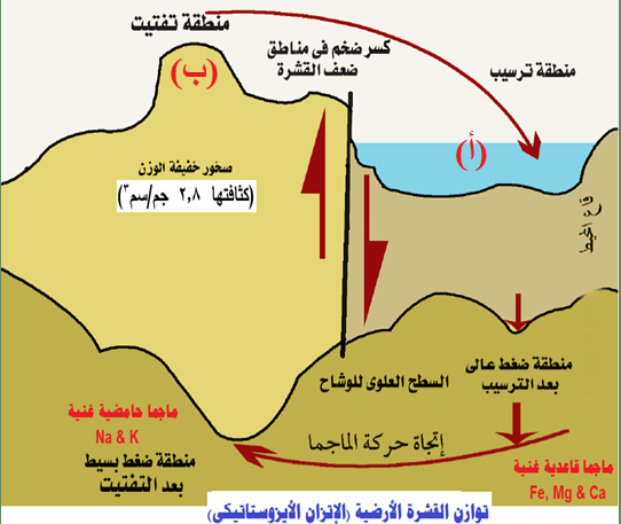 منطقة تفتيت
كسر ضخم فى مناطق
ضعف القشرة
منطقة ترسيب
(ب)
(أ)
صخور خفيفة الوزن
(كثافتها ٢,٨ جم/سم٣)
قاع المحيط
منطقة ضغط عالى
بعد الترسيب
السطح العلوى للوشاح
ماجما حامضية غنية
Na & K
إتجاة حركة الماجما
منطقة ضغط بسيط
بعد التفتيت
ماجما قاعدية غنية
Fe, Mg & Ca
توازن القشرة الأرضية (الإتزان الأيزوستاتيكى)